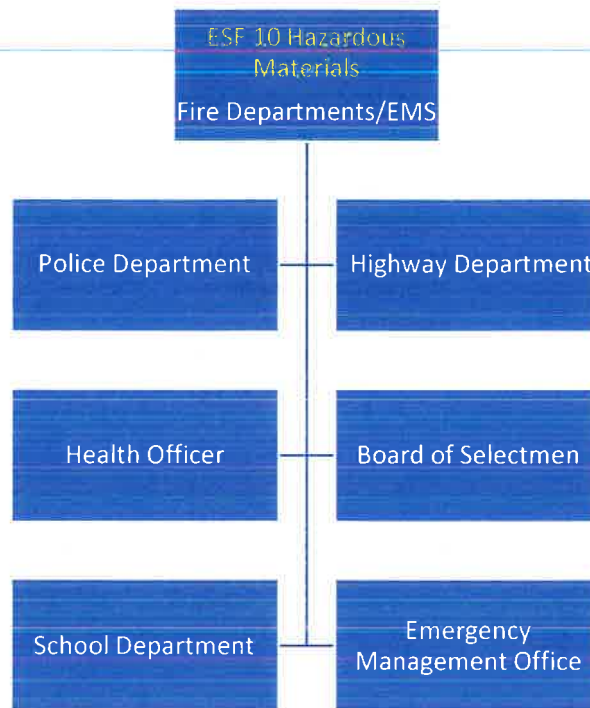 ESF 10 Hazardous
Materials
Fire Departments/EMS
Police Department
Highway Department
Health Officer
Board of Selectmen
School Department
Emergency
Management Office